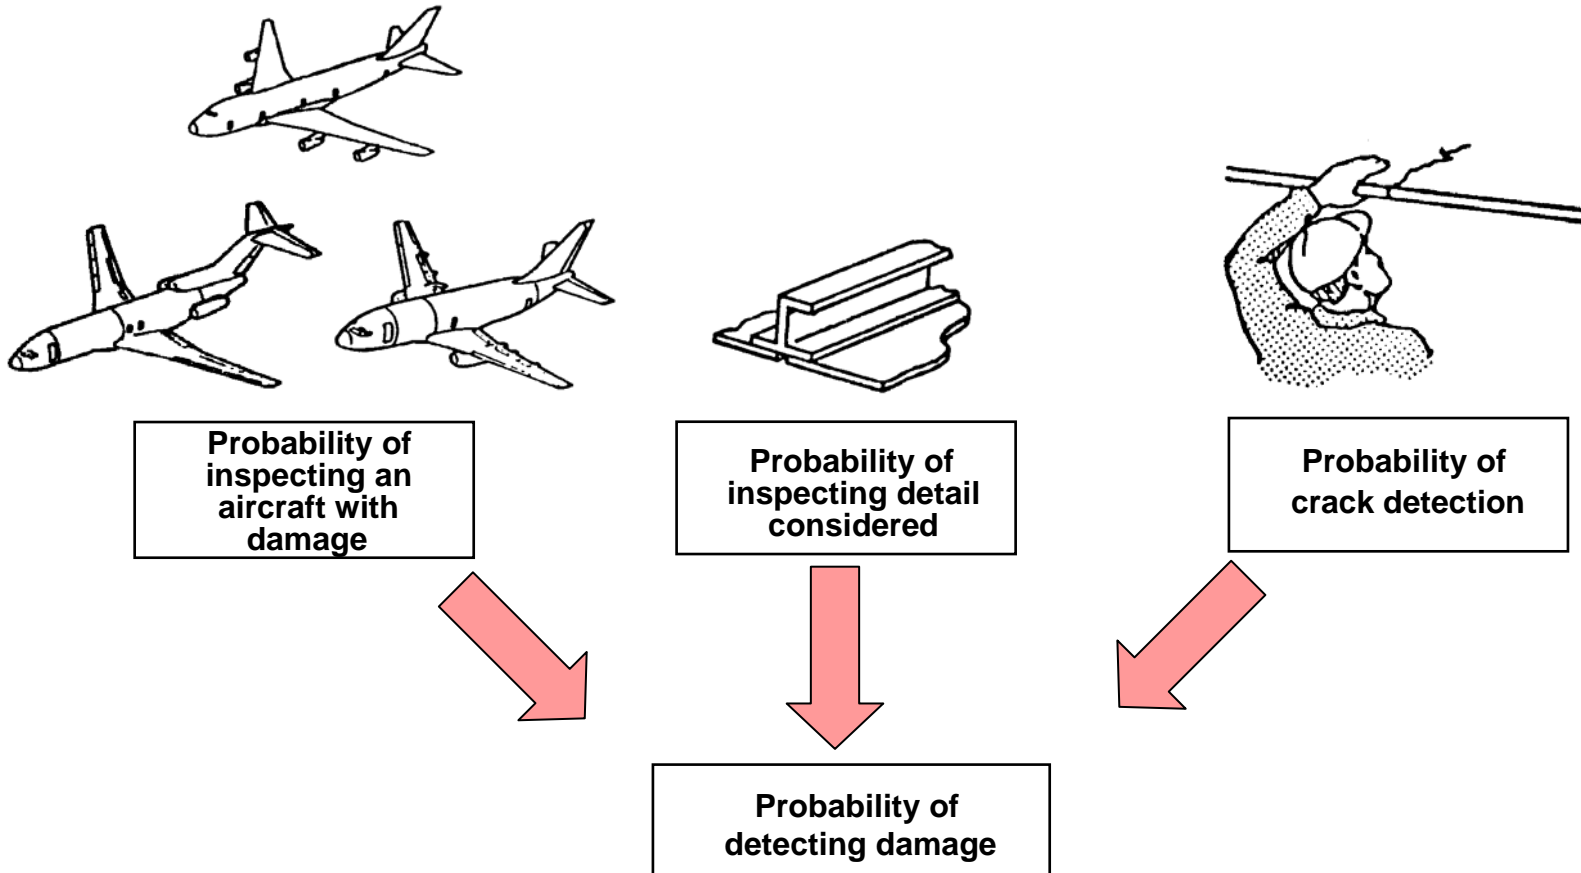 Probability of
inspecting an
aircraft with
damage
Probability of
inspecting detail
considered
Probability of
crack detection
Probability of
detecting damage